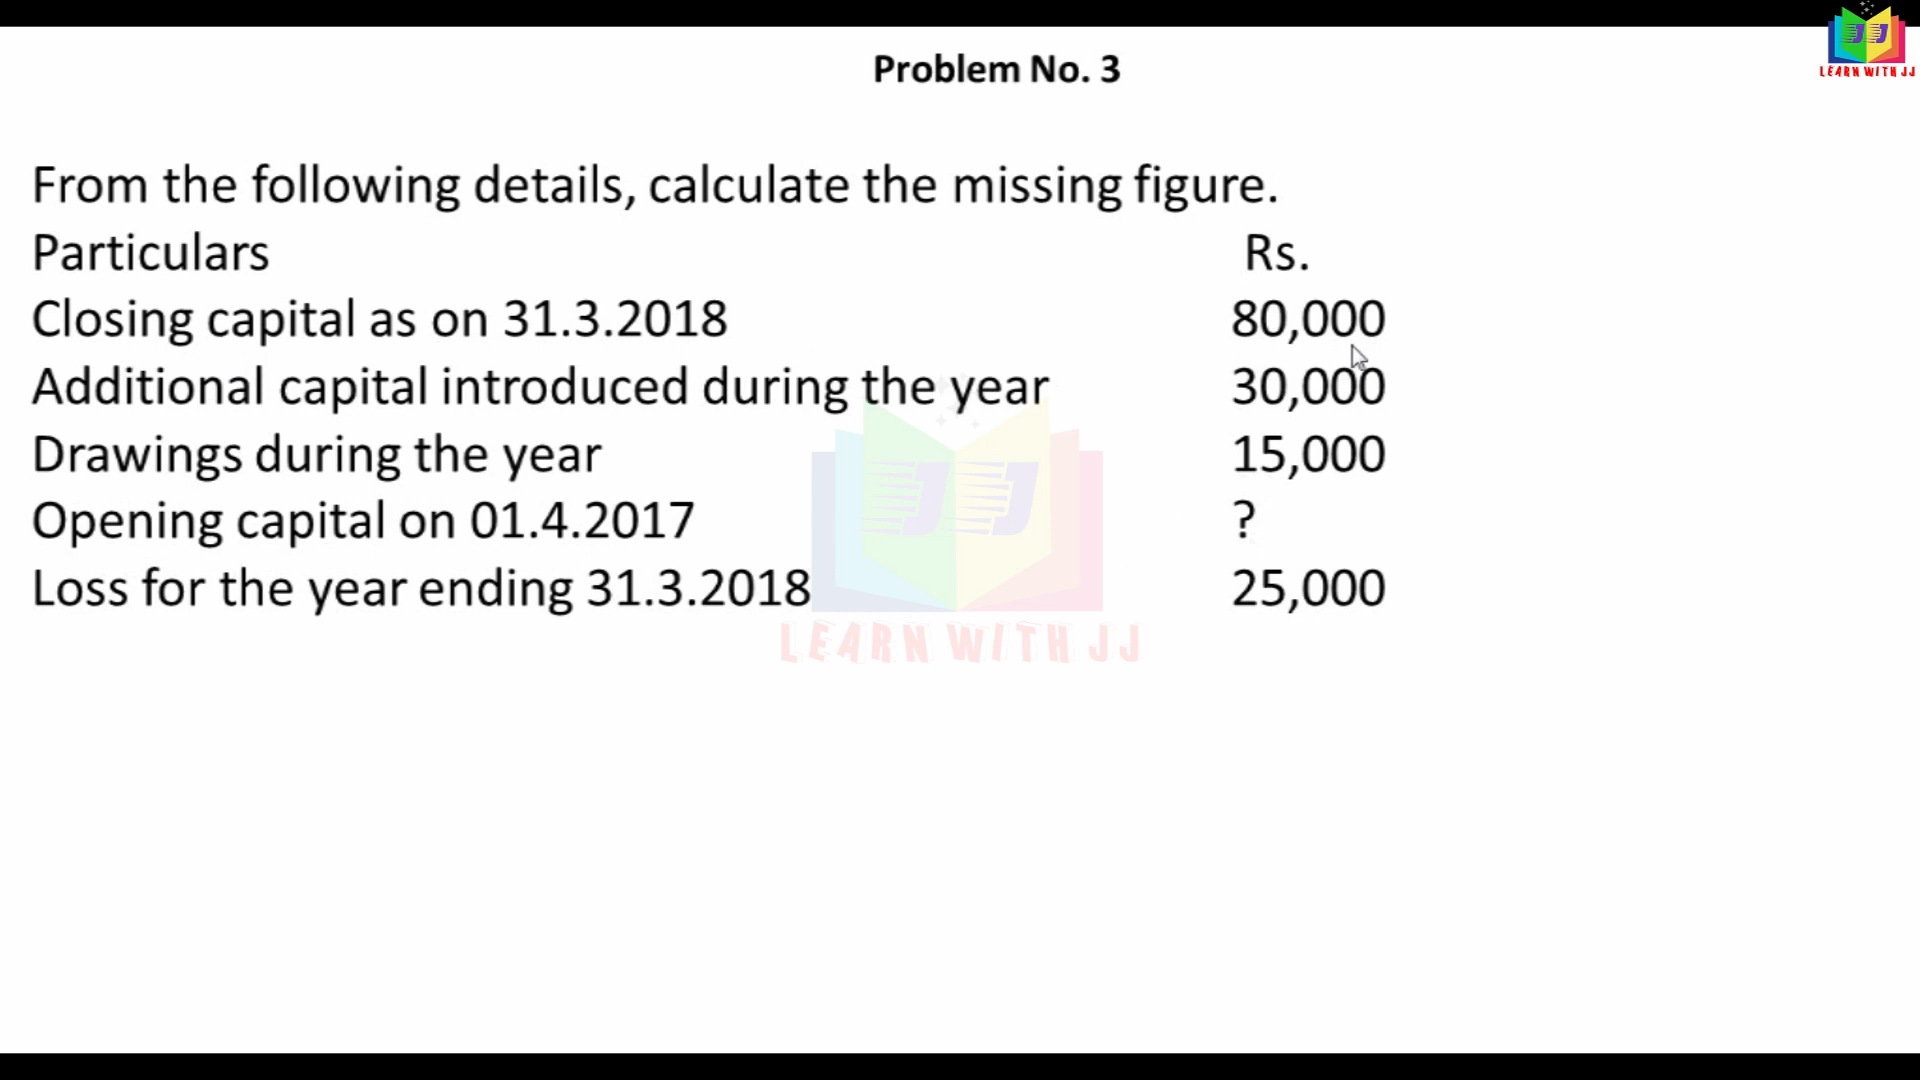 JJ
LEARN WITH JJ
Problem No. 3
From the following details, calculate the missing figure.
Particulars Rs.
Closing capital as on 31.3.2018 80,000
Additional capital introduced during the year 30,000
Drawings during the year 15,000
Opening capital on 01.4.2017 ?
Loss for the year ending 31.3.2018 25,000
JJ
LEARN WITH JJ